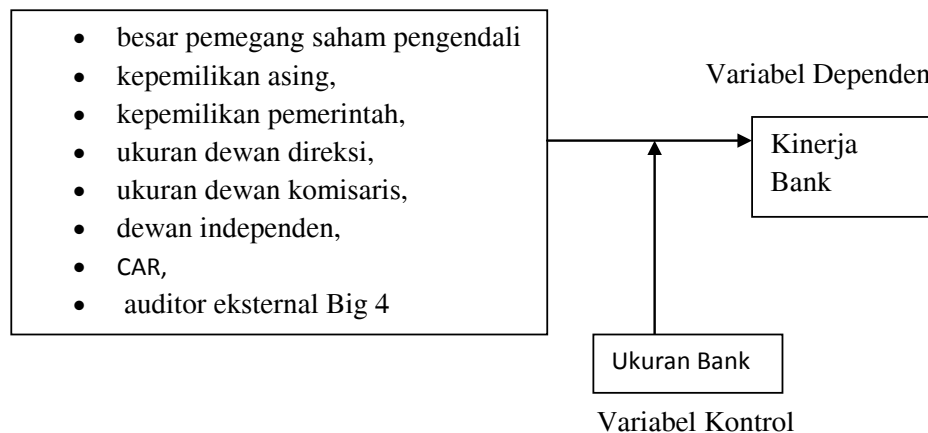 • besar pemegang saham pengendali
• kepemilikan asing,
• kepemilikan pemerintah,
• ukuran dewan direksi,
• ukuran dewan komisaris,
• dewan independen,
• CAR,
• auditor eksternal Big 4
Variabel Dependen
Kinerja
Bank
Ukuran Bank
Variabel Kontrol